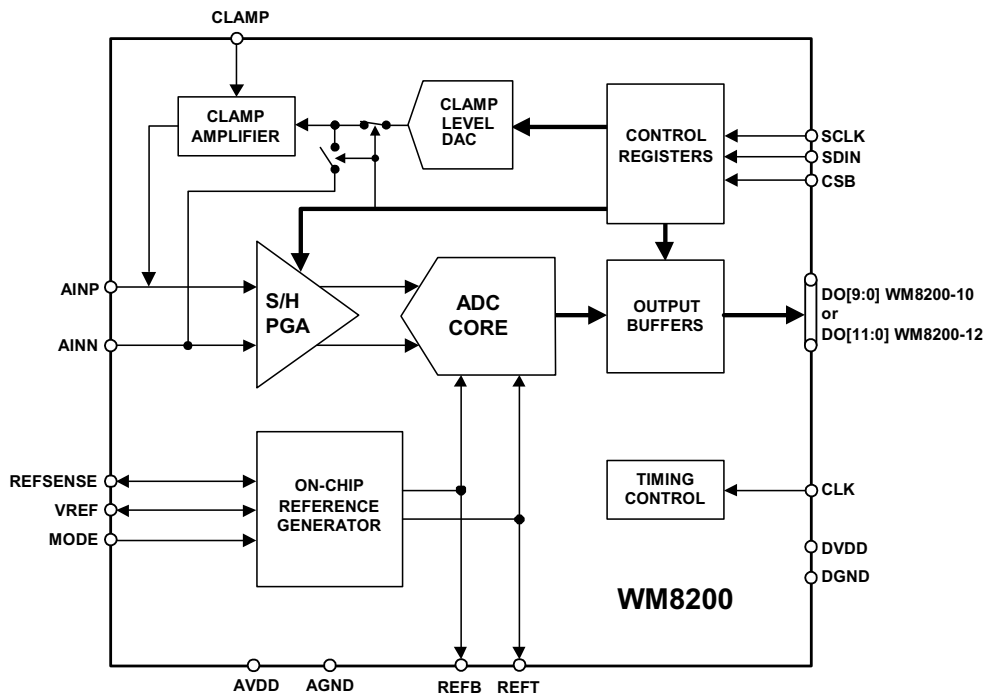 CLAMP
CLAMP
AMPLIFIER
CLAMP
LEVEL
DAC
CONTROL
REGISTERS
SCLK
SDIN
CSB
AINP
AINN
S/H
PGA
ADC
CORE
OUTPUT
BUFFERS
DO[9:0] WM8200-10
or
DO[11:0] WM8200-12
REFSENSE
VREF
MODE
ON-CHIP
REFERENCE
GENERATOR
TIMING
CONTROL
CLK
DVDD
DGND
WM8200
AVDD
AGND
REFB
REFT